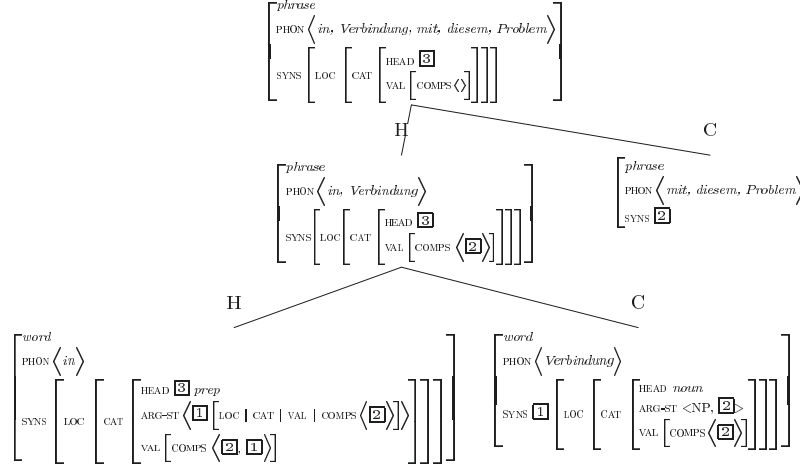 phrase
PHON ⟨in, Verbindung, mit, diesem, Problem⟩
HEAD 3
SYNS [LOC [CAT
VAL [COMPS ⟨⟩]]]]
H
C
phrase
PHON ⟨in, Verbindung⟩
HEAD 3
SYNS [LOC [CAT
VAL [COMPS ⟨2⟩]]]]
phrase
PHON ⟨mit, diesem, Problem⟩
SYNS 2
H
C
word
PHON ⟨in⟩
HEAD 3 prep
SYNS [LOC [CAT
ARG-ST ⟨1 [LOC | CAT | VAL | COMPS ⟨2⟩]⟩
VAL [COMPS ⟨2, 1⟩]
word
PHON ⟨Verbindung⟩
HEAD noun
SYNS 1 [LOC [CAT
ARG-ST <NP, 2>
VAL [COMPS ⟨2⟩]